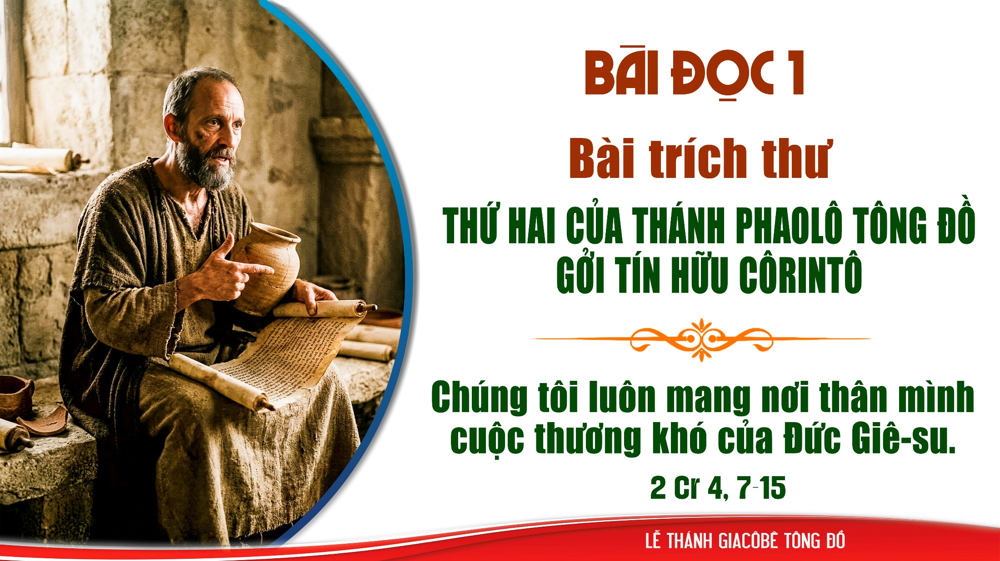 BÀI ĐỌC 1
Bài trích thư
THỨ HAI CỦA THÁNH PHAOLÔ TÔNG ĐỒ
GỞI TÍN HỮU CÔRINTÔ
Chúng tôi luôn mang nơi thân mình
cuộc thương khó của Đức Giê-su.
2 Cr 4, 7-15
LỄ THÁNH GIACÔBÊ TÔNG ĐỒ